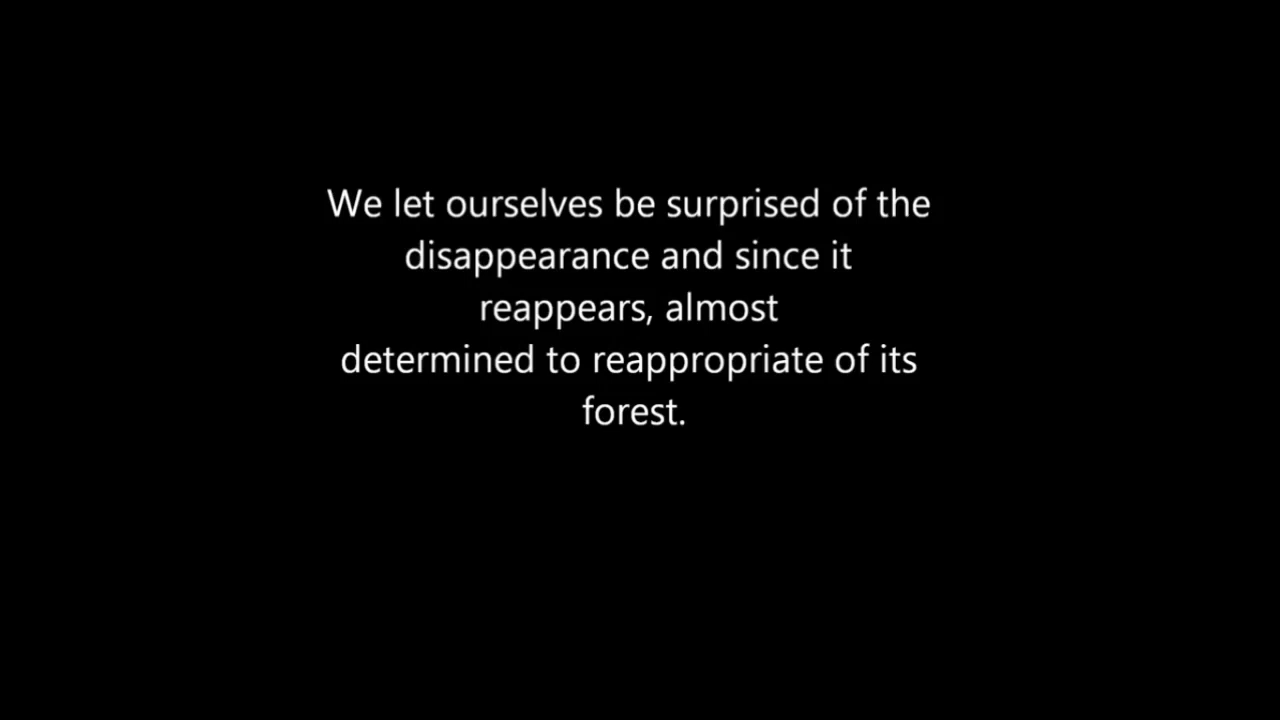 We let ourselves be surprised of the
disappearance and since it
reappears, almost
determined to reappropriate of its
forest.